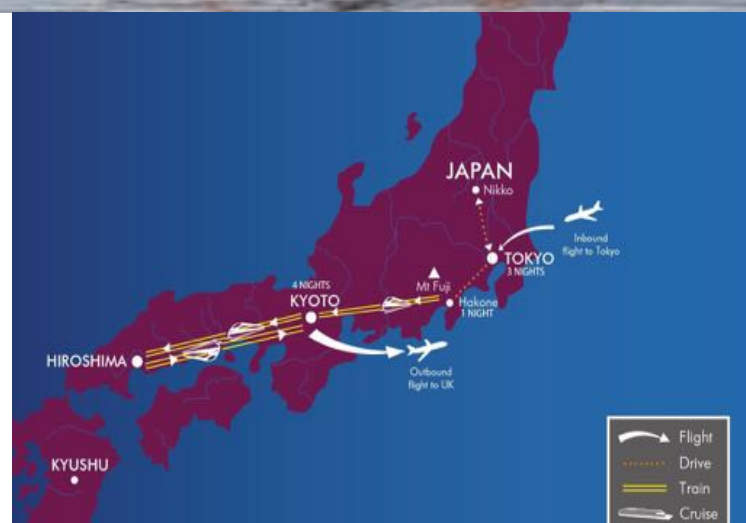 JAPAN
Nikko
Inbound
flight to Tokyo
TOKYO
3 NIGHTS
Mt Fuji
Hakone
1 NIGHT
4 NIGHTS
KYOTO
HIROSHIMA
Outbound
flight to UK
KYUSHU
Flight
Drive
Train
Cruise